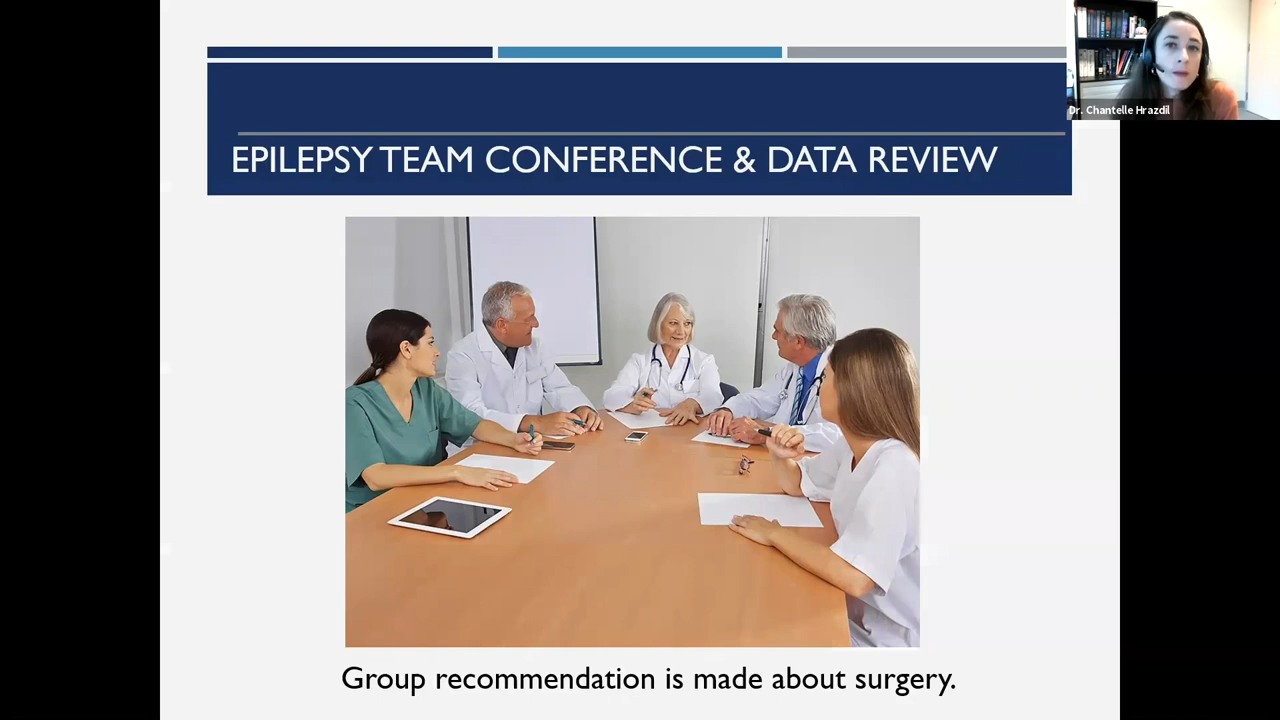 Dr. Chantelle Hrazdil
EPILEPSY TEAM CONFERENCE & DATA REVIEW
Group recommendation is made about surgery.